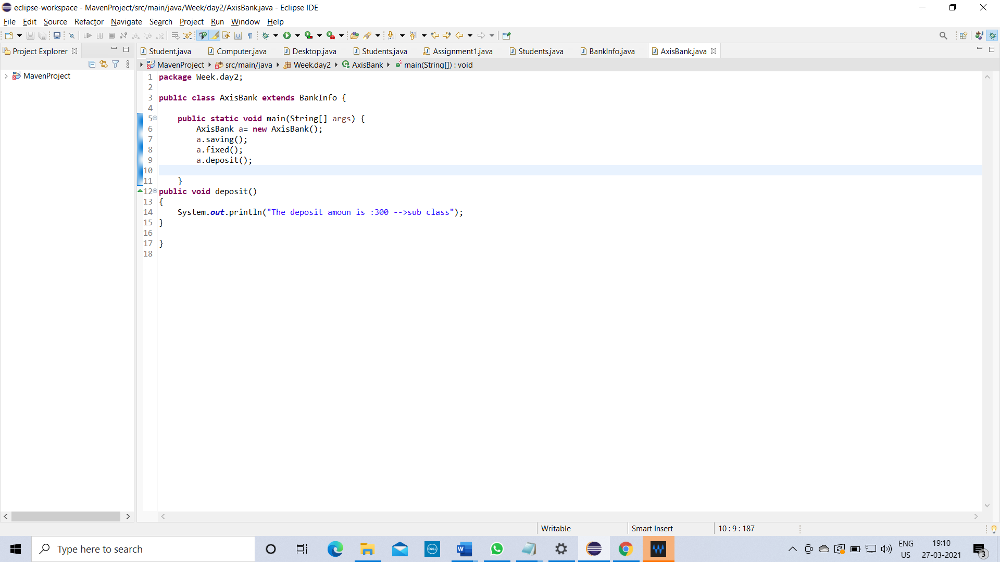 eclipse-workspace - MavenProject/src/main/java/Week/day2/AxisBank.java - Eclipse IDE
File Edit Source Refactor Navigate Search Project Run Window Help
Project Explorer
Student.java Computer.java Desktop.java Students.java Assignment1.java Students.java BankInfo.java AxisBank.java
MavenProject src/main/java Week.day2 AxisBank main(String[]) : void
MavenProject
1 package Week.day2;
2
3 public class AxisBank extends BankInfo {
4
5 public static void main(String[] args) {
6 AxisBank a= new AxisBank();
7 a.saving();
8 a.fixed();
9 a.deposit();
10
11 }
12 public void deposit()
13 {
14 System.out.println("The deposit amoun is :300 -->sub class");
15 }
16
17 }
18
Writable Smart Insert 10 : 9 : 187
Type here to search
DELL
W
ENG
US
19:10
27-03-2021
3